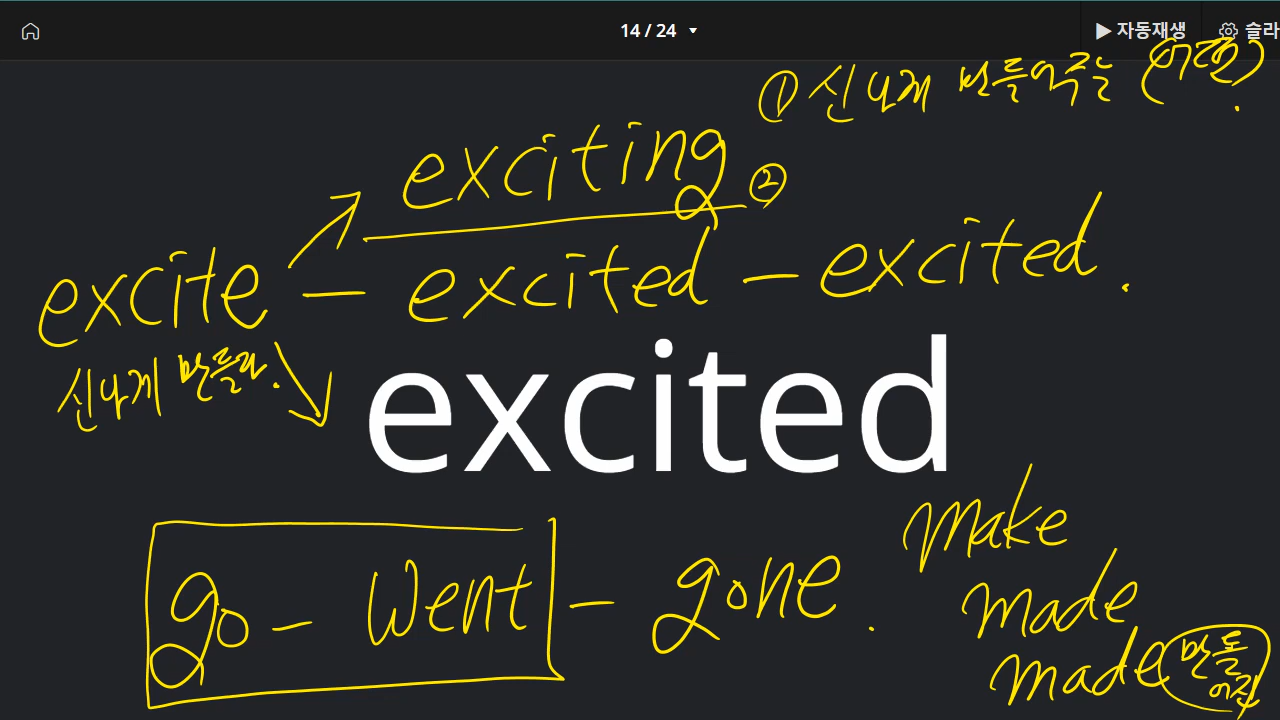 14 / 24
▶ 자동재생
슬라
① 신나게 만들어주는
exciting ②
excite – excited – excited.
신나게 만들다.
excited
go – went – gone.
make
made
made 만들
어진